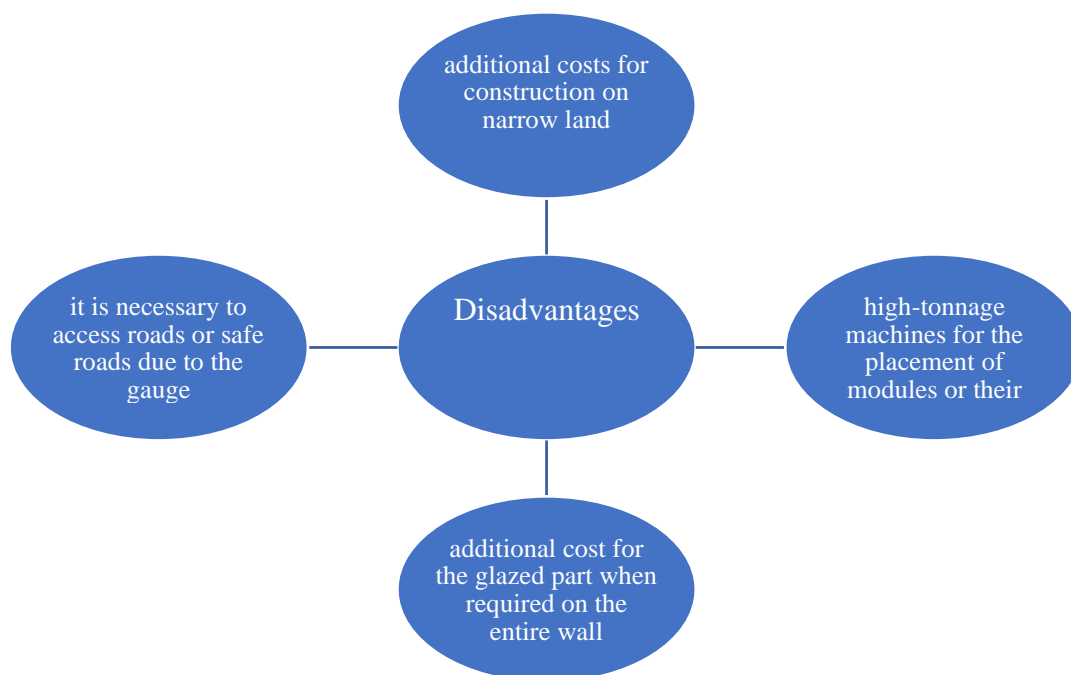 additional costs for
construction on
narrow land
it is necessary to
access roads or safe
roads due to the
gauge
Disadvantages
high-tonnage
machines for the
placement of
modules or their
additional cost for
the glazed part when
required on the
entire wall